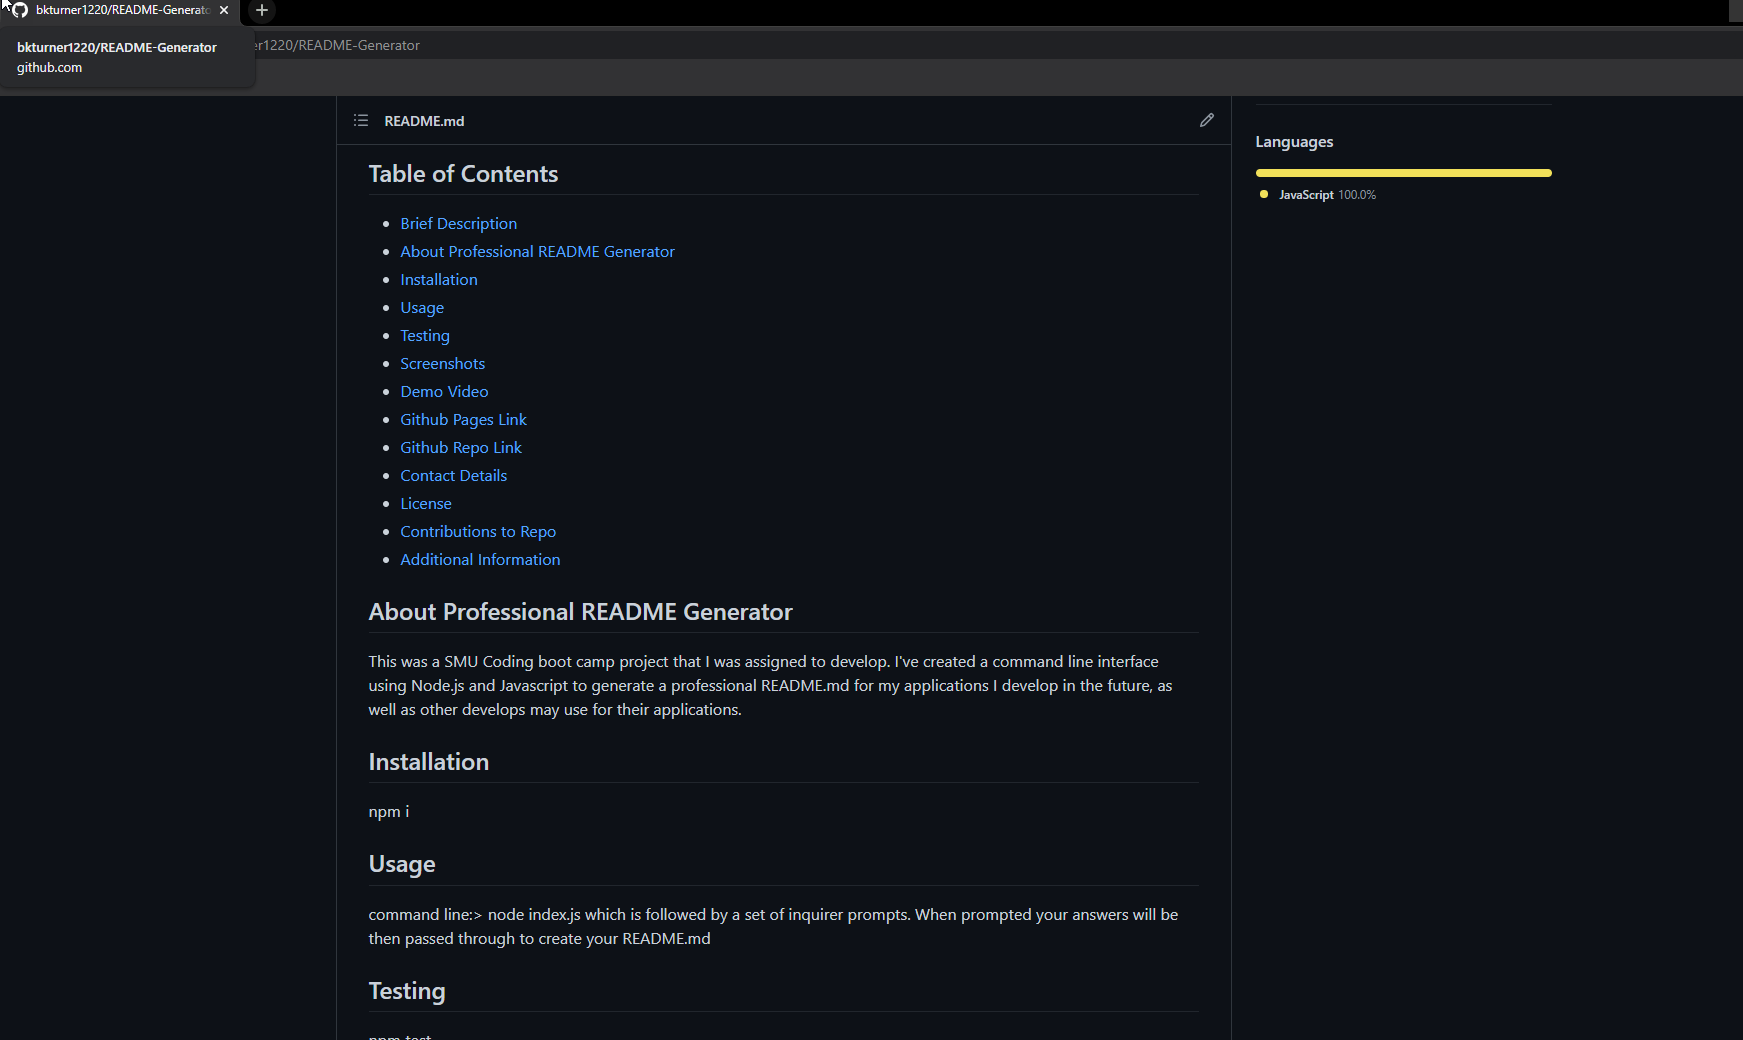 bkturner1220/README-Generato
bkturner1220/README-Generator
github.com
er1220/README-Generator
README.md
Table of Contents
Brief Description
About Professional README Generator
Installation
Usage
Testing
Screenshots
Demo Video
Github Pages Link
Github Repo Link
Contact Details
License
Contributions to Repo
Additional Information
About Professional README Generator
This was a SMU Coding boot camp project that I was assigned to develop. I've created a command line interface
using Node.js and Javascript to generate a professional README.md for my applications I develop in the future, as
well as other develops may use for their applications.
Installation
npm i
Usage
command line:> node index.js which is followed by a set of inquirer prompts. When prompted your answers will be
then passed through to create your README.md
Testing
npm test
Languages
JavaScript 100.0%